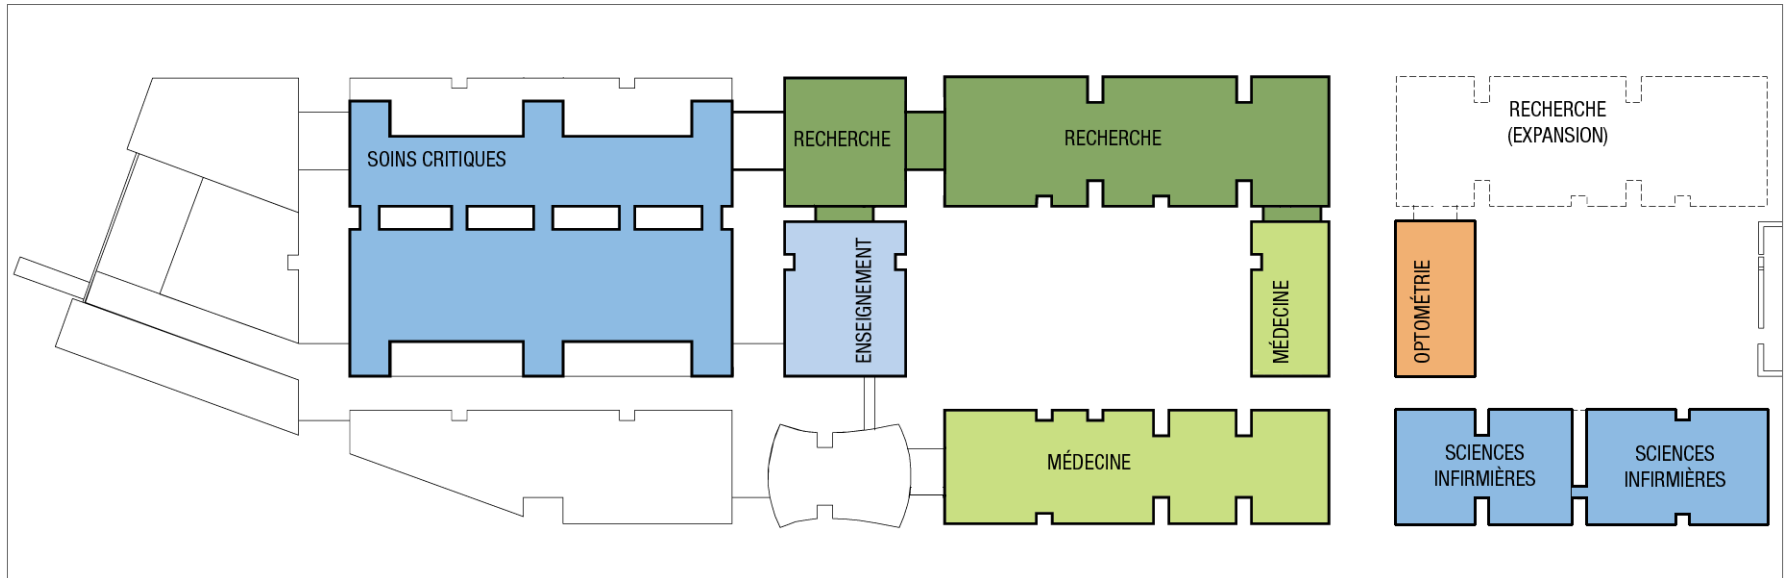 SOINS CRITIQUES
RECHERCHE
RECHERCHE
RECHERCHE
(EXPANSION)
ENSEIGNEMENT
MÉDECINE
OPTOMÉTRIE
MÉDECINE
SCIENCES
INFIRMIÈRES
SCIENCES
INFIRMIÈRES